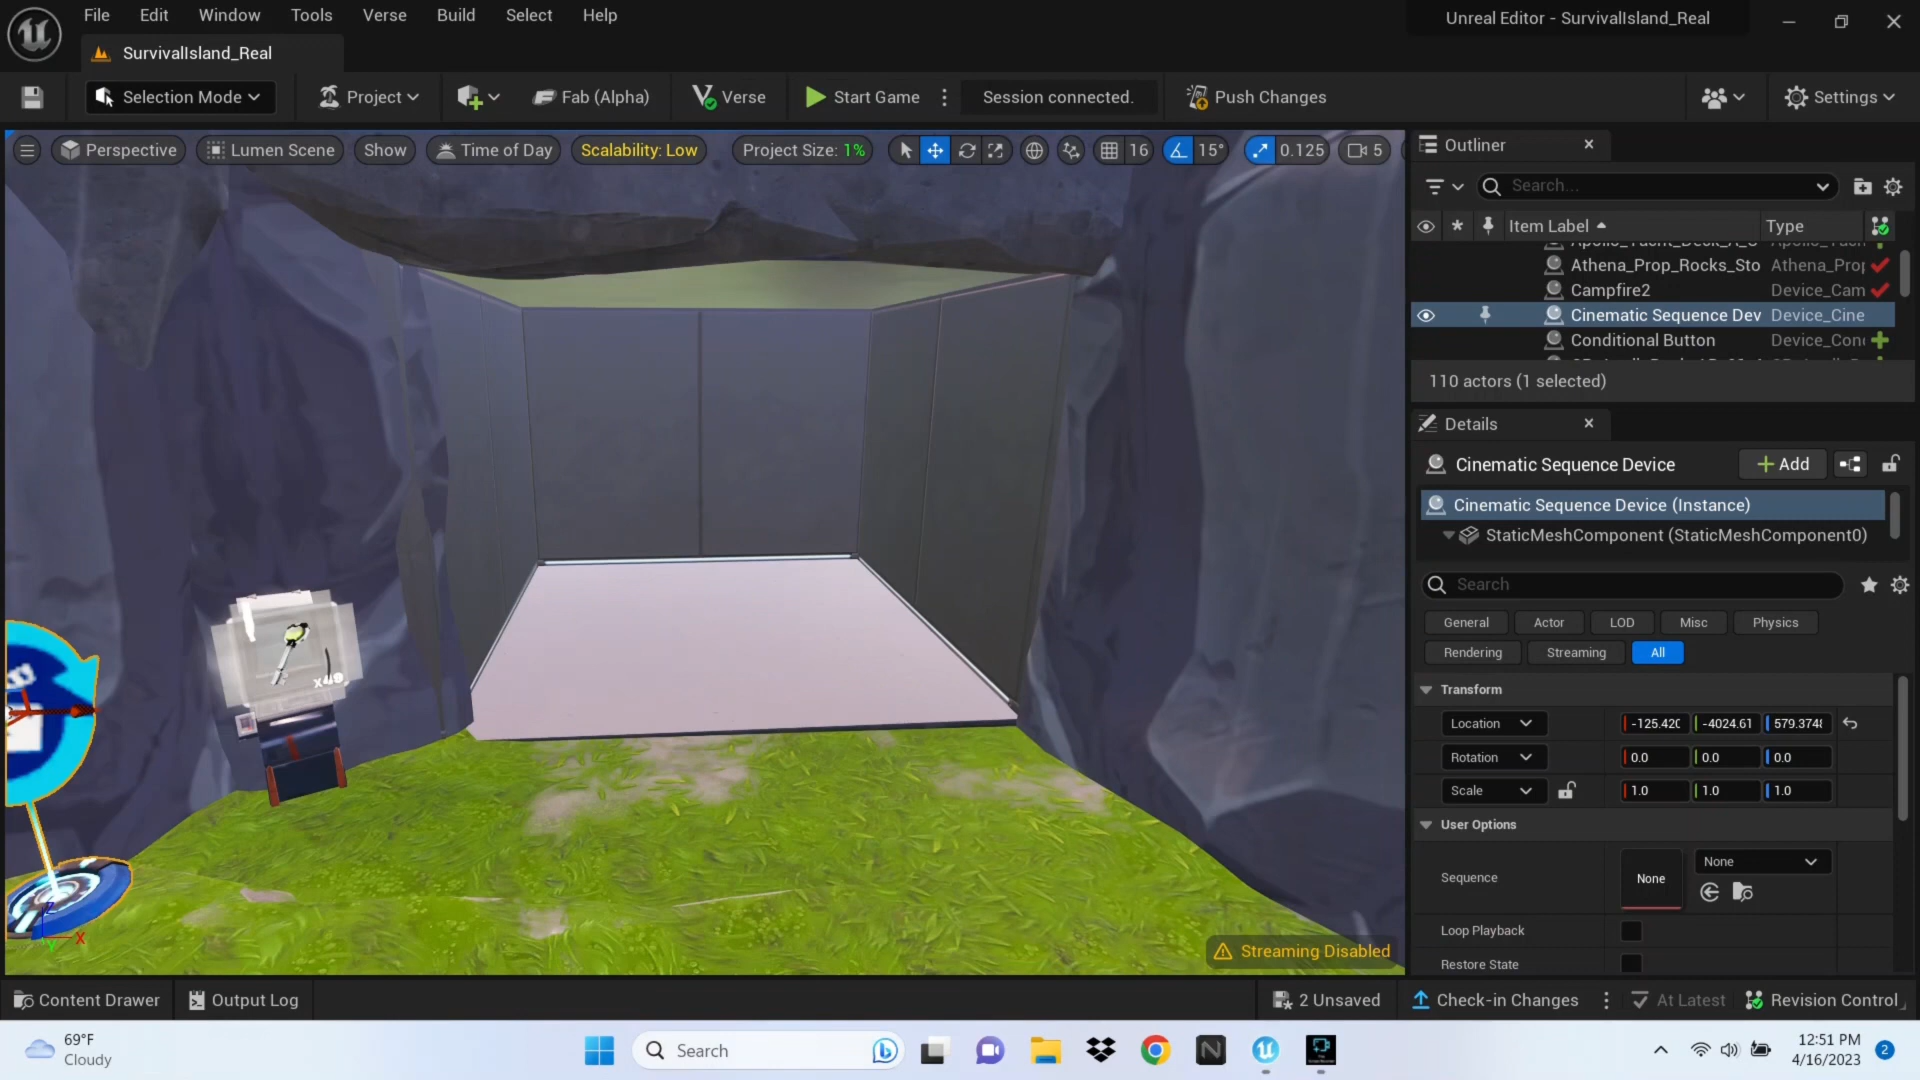 File Edit Window Tools Verse Build Select Help
Unreal Editor - SurvivalIsland_Real
SurvivalIsland_Real
Selection Mode
Project
Fab (Alpha)
Verse
Start Game
Session connected.
Push Changes
Settings
Perspective
Lumen Scene
Show
Time of Day
Scalability: Low
Project Size: 1%
16
15°
0.125
5
Outliner
Search...
Item Label
Type
Athena_Prop_Rocks_Sto Athena_Prop
Campfire2 Device_Cam
Cinematic Sequence Dev Device_Cine
Conditional Button Device_Con
110 actors (1 selected)
Details
Cinematic Sequence Device
Add
Cinematic Sequence Device (Instance)
StaticMeshComponent (StaticMeshComponent0)
Search
General Actor LOD Misc Physics
Rendering Streaming All
Transform
Location -125.420 -4024.61 579.3748
Rotation 0.0 0.0 0.0
Scale 1.0 1.0 1.0
User Options
Sequence
None
None
Loop Playback
Restore State
X
Streaming Disabled
Content Drawer
Output Log
2 Unsaved
Check-in Changes
At Latest
Revision Control
69°F
Cloudy
Search
12:51 PM
4/16/2023
2